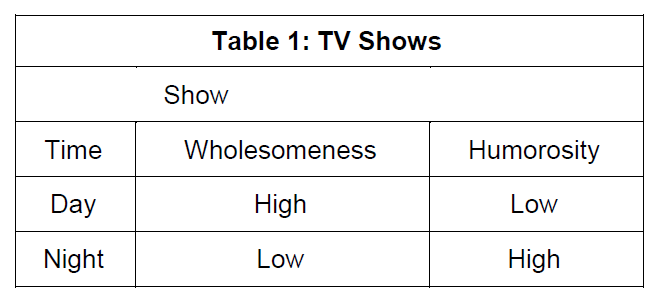 Table 1: TV Shows
Show
Time Wholesomeness Humorosity
Day High Low
Night Low High